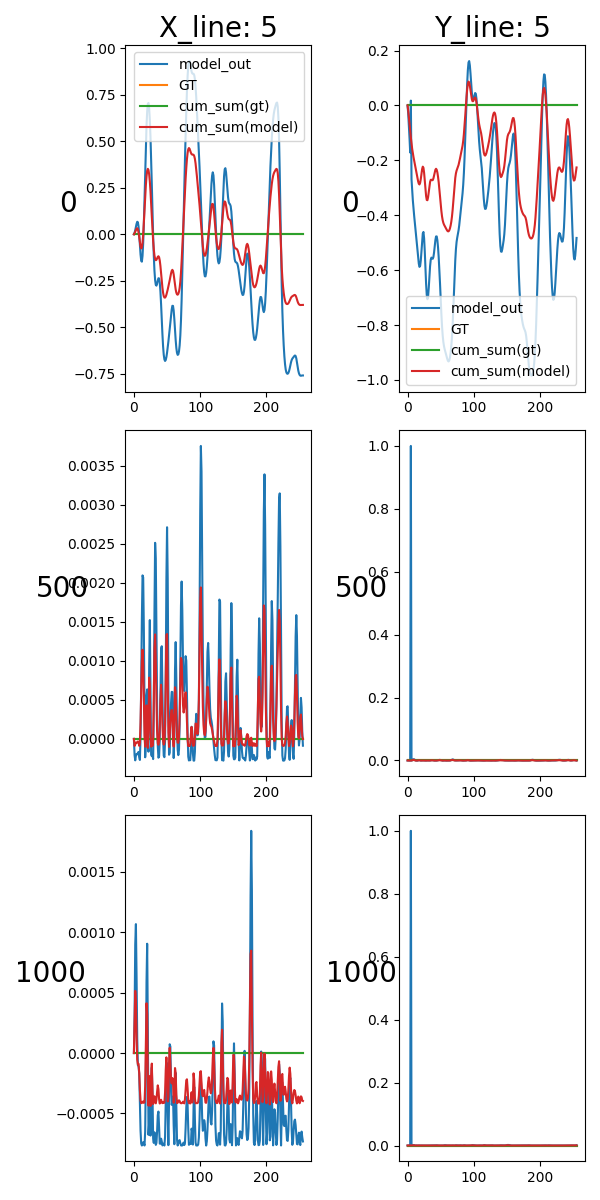 X_line: 5
1.00
0.75
0.50
0.25
0.00
−0.25
−0.50
−0.75
0
model_out
GT
cum_sum(gt)
cum_sum(model)
0 100 200
Y_line: 5
0.2
0.0
−0.2
−0.4
−0.6
−0.8
−1.0
0
model_out
GT
cum_sum(gt)
cum_sum(model)
0 100 200
0.0035
0.0030
0.0025
0.0020
0.0015
0.0010
0.0005
0.0000
500
0 100 200
1.0
0.8
0.6
0.4
0.2
0.0
500
0 100 200
0.0015
0.0010
0.0005
0.0000
−0.0005
1000
0 100 200
1.0
0.8
0.6
0.4
0.2
0.0
1000
0 100 200